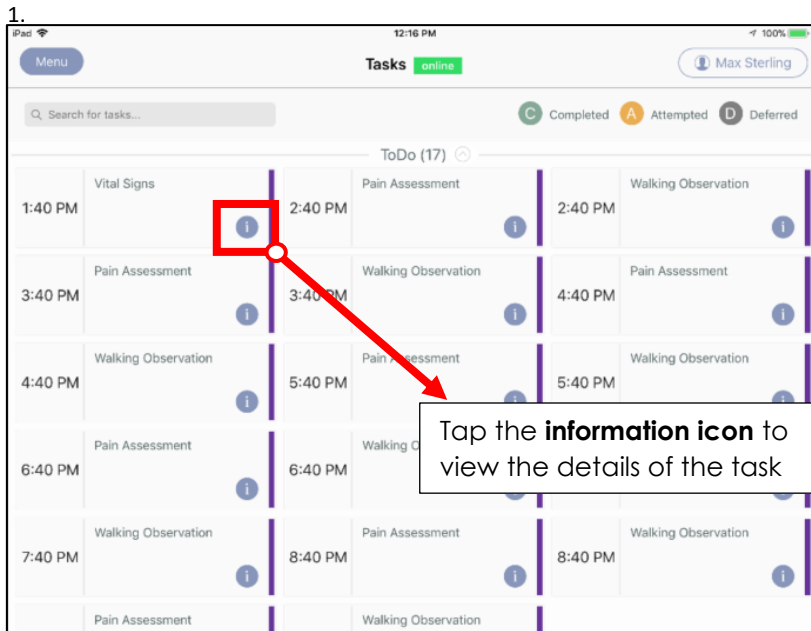 1.
iPad 12:16 PM 100%
Menu Tasks online Max Sterling
Search for tasks... C Completed A Attempted D Deferred
ToDo (17)
1:40 PM Vital Signs i
2:40 PM Pain Assessment i
2:40 PM Walking Observation i
3:40 PM Pain Assessment i
3:40 PM Walking Observation i
4:40 PM Pain Assessment i
4:40 PM Walking Observation i
5:40 PM Pain Assessment i
5:40 PM Walking Observation
6:40 PM Pain Assessment i
6:40 PM Walking O
Tap the information icon to
view the details of the task
7:40 PM Walking Observation i
8:40 PM Pain Assessment i
8:40 PM Walking Observation i
Pain Assessment
Walking Observation